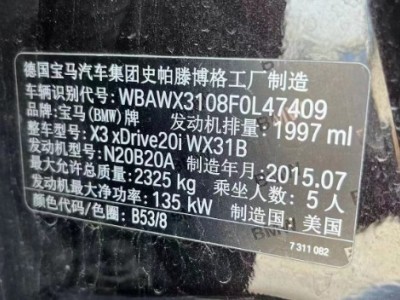 德国宝马汽车集团史帕滕博格工厂制造
车辆识别代号: WBAWX3108F0L47409
品牌: 宝马(BMW)牌 发动机排量: 1997 ml
整车型号: X3 xDrive20i WX31B
发动机型号: N20B20A 制造年月: 2015.07
最大允许总质量: 2325 kg 乘坐人数: 5 人
发动机最大净功率: 135 kW 制造国: 美国
颜色代码/色圈: B53/8
7 311 082